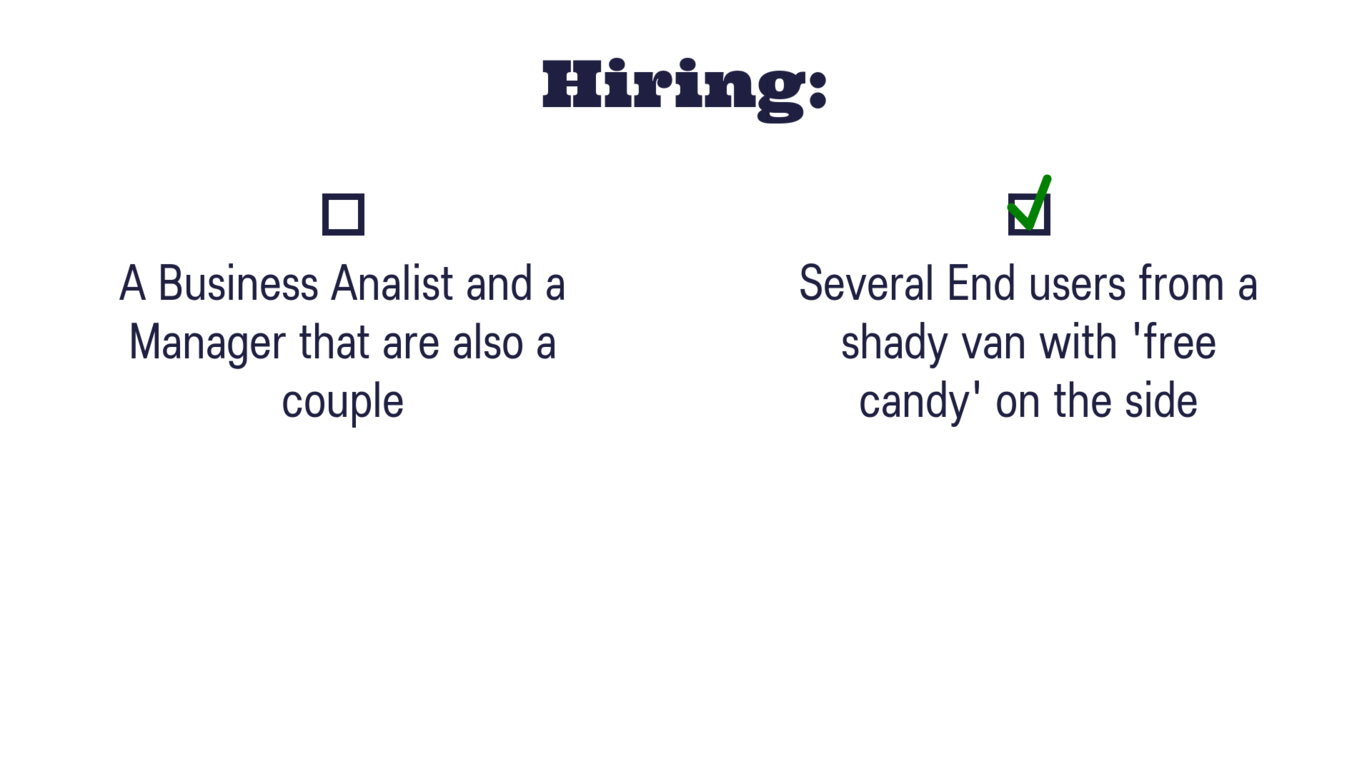 Hiring:
A Business Analist and a
Manager that are also a
couple
Several End users from a
shady van with 'free
candy' on the side